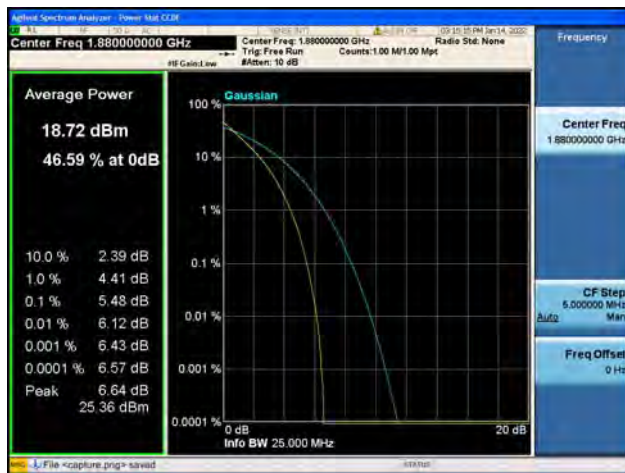 Agilent Spectrum Analyzer - Power Stat CCDF
Center Freq 1.880000000 GHz
Center Freq: 1.880000000 GHz
Radio Std: None
Trig: Free Run
Counts:1.00 M/1.00 Mpt
#IFGain:Low
#Atten: 10 dB
Frequency
Center Freq
1.880000000 GHz
CF Step
5.000000 MHz
Auto Man
Freq Offset
0 Hz
Average Power
18.72 dBm
46.59 % at 0dB
10.0 % 2.39 dB
1.0 % 4.41 dB
0.1 % 5.48 dB
0.01 % 6.12 dB
0.001 % 6.43 dB
0.0001 % 6.57 dB
Peak 6.64 dB
25.36 dBm
Gaussian
100 %
10 %
1 %
0.1 %
0.01 %
0.001 %
0.0001 %
0 dB
20 dB
Info BW 25.000 MHz
MSG
File <capture.png> saved
STATUS